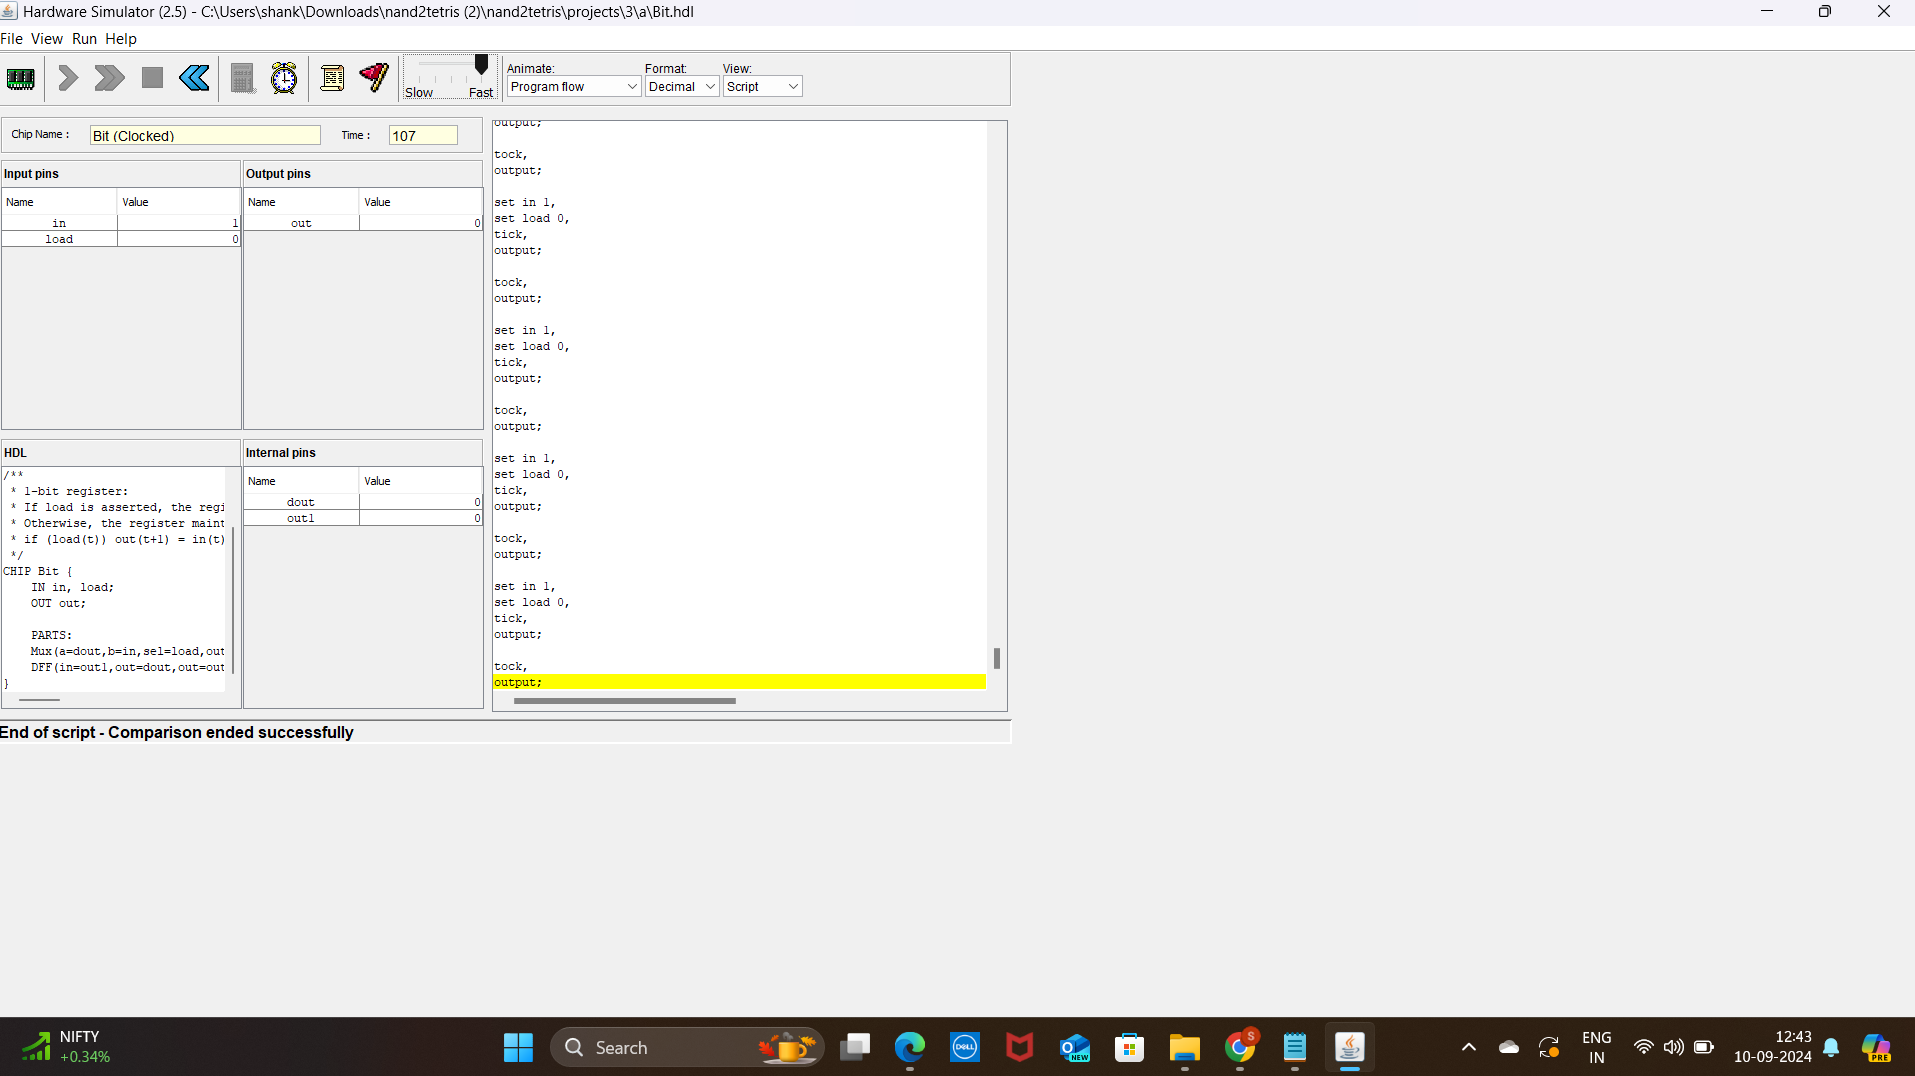 Hardware Simulator (2.5) - C:\Users\shank\Downloads\nand2tetris (2)\nand2tetris\projects\3\a\Bit.hdl
File View Run Help
Animate:
Format:
View:
Slow
Fast
Program flow
Decimal
Script
Chip Name :
Bit (Clocked)
Time :
107
Input pins
Name Value
in 1
load 0
Output pins
Name Value
out 0
HDL
/**
* 1-bit register:
* If load is asserted, the regi
* Otherwise, the register maint
* if (load(t)) out(t+1) = in(t)
*/
CHIP Bit {
IN in, load;
OUT out;
PARTS:
Mux(a=dout,b=in,sel=load,out
DFF(in=out1,out=dout,out=out
}
Internal pins
Name Value
dout 0
out1 0
output;
tock,
output;
set in 1,
set load 0,
tick,
output;
tock,
output;
set in 1,
set load 0,
tick,
output;
tock,
output;
set in 1,
set load 0,
tick,
output;
tock,
output;
set in 1,
set load 0,
tick,
output;
tock,
output;
End of script - Comparison ended successfully
NIFTY
+0.34%
Search
DELL
NEW
S
ENG
IN
12:43
10-09-2024
PRE